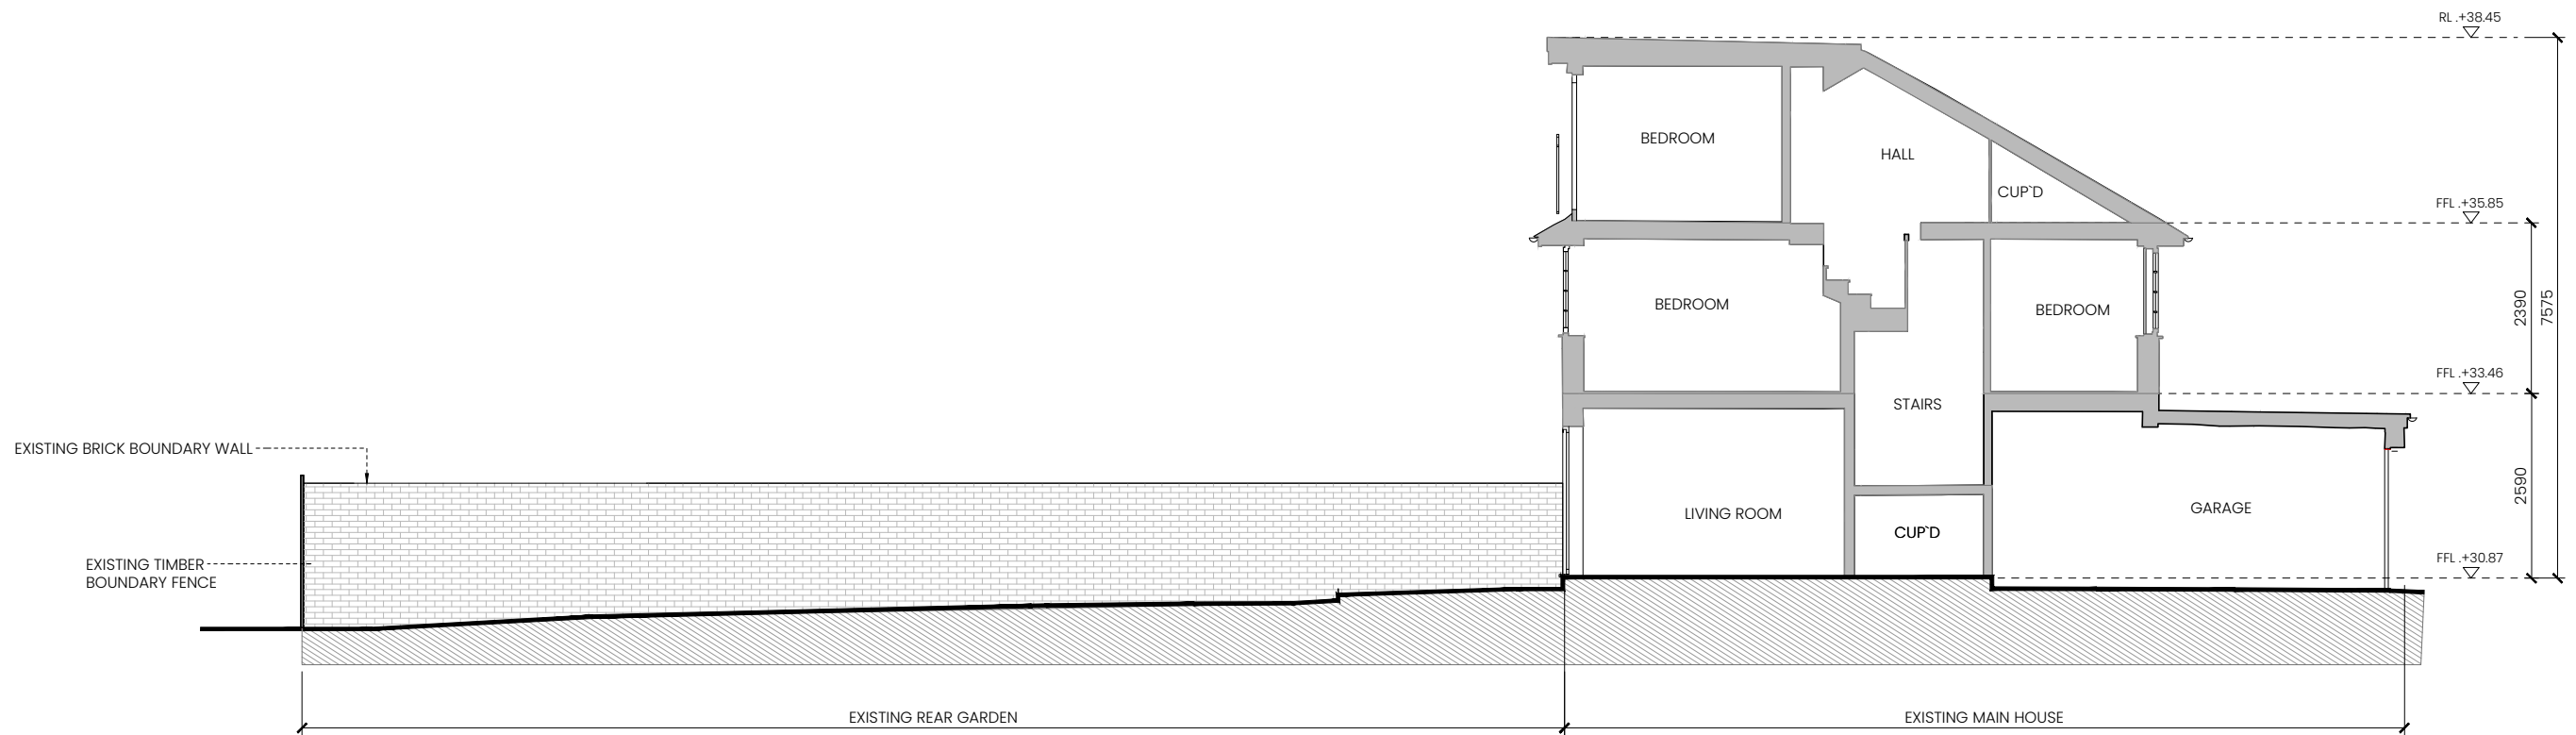 RL .+38.45
BEDROOM
HALL
CUP`D
FFL .+35.85
BEDROOM
BEDROOM
2390
7575
FFL .+33.46
STAIRS
EXISTING BRICK BOUNDARY WALL
2590
LIVING ROOM
GARAGE
CUP`D
EXISTING TIMBER
BOUNDARY FENCE
FFL .+30.87
EXISTING REAR GARDEN
EXISTING MAIN HOUSE